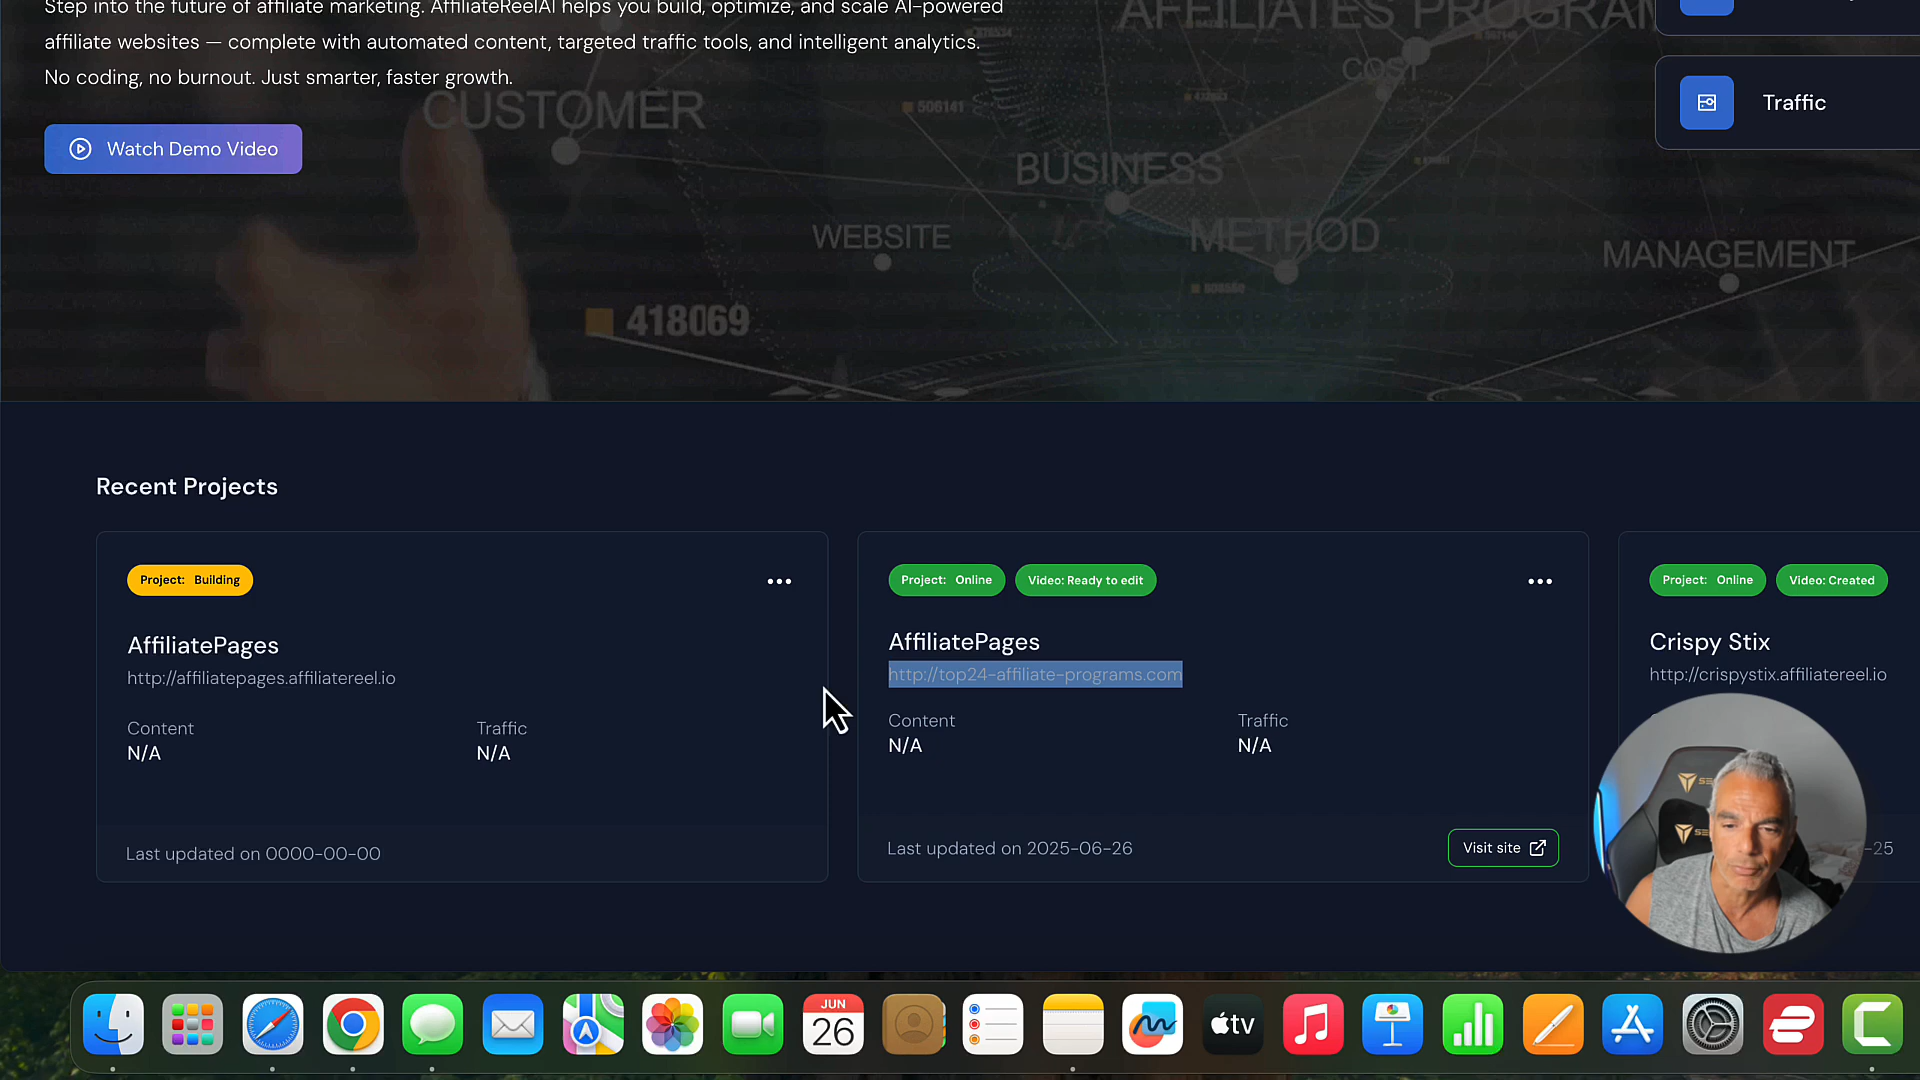 Step into the future of affiliate marketing. AffiliateReelAI helps you build, optimize, and scale AI-powered
affiliate websites — complete with automated content, targeted traffic tools, and intelligent analytics.
No coding, no burnout. Just smarter, faster growth.
Watch Demo Video
AFFILIATES PROGRAM
COST
CUSTOMER
506141
BUSINESS
WEBSITE
METHOD
MANAGEMENT
418069
Traffic
Recent Projects
Project: Building
AffiliatePages
http://affiliatepages.affiliatereel.io
Content
N/A
Traffic
N/A
Last updated on 0000-00-00
Project: Online
Video: Ready to edit
AffiliatePages
http://top24-affiliate-programs.com
Content
N/A
Traffic
N/A
Last updated on 2025-06-26
Visit site
Project: Online
Video: Created
Crispy Stix
http://crispystix.affiliatereel.io
-25
JUN
26
tv